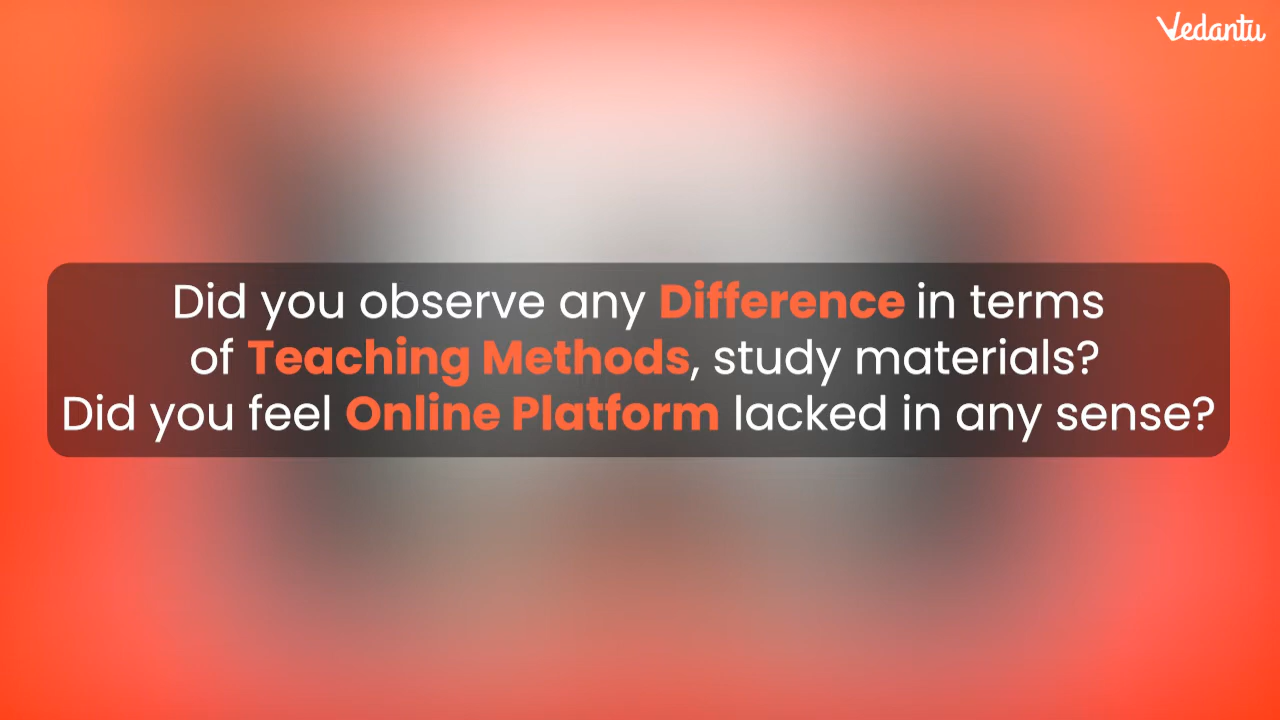 Vedantu
Did you observe any Difference in terms
of Teaching Methods, study materials?
Did you feel Online Platform lacked in any sense?